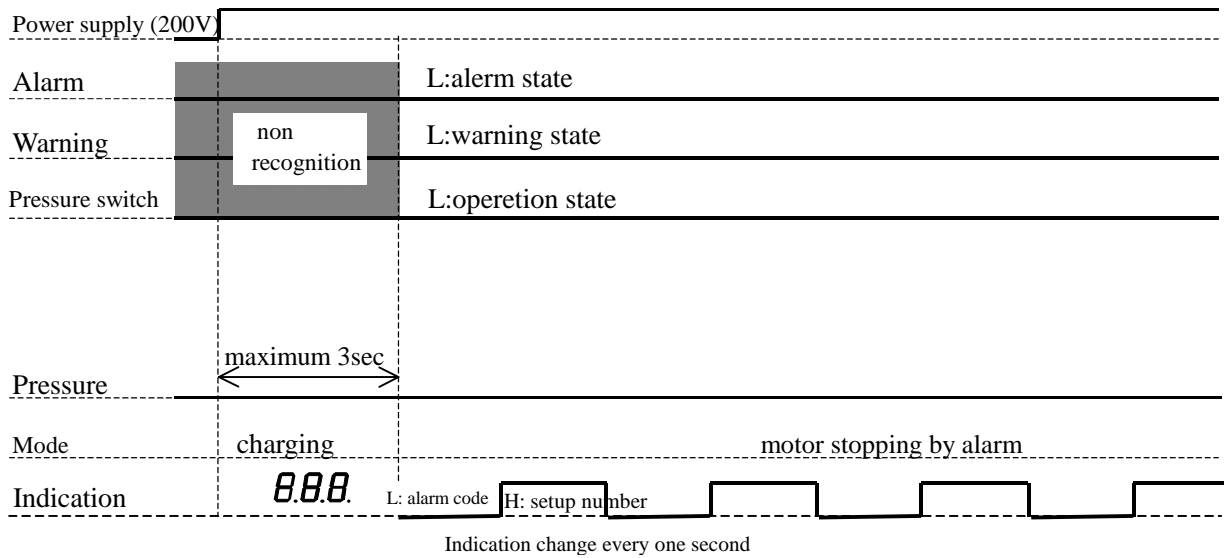 Power supply (200V)
Alarm
L:alerm state
Warning
non
recognition
L:warning state
Pressure switch
L:operetion state
maximum 3sec
Pressure
Mode
charging
motor stopping by alarm
Indication
8.8.8.
L: alarm code
H: setup number
Indication change every one second